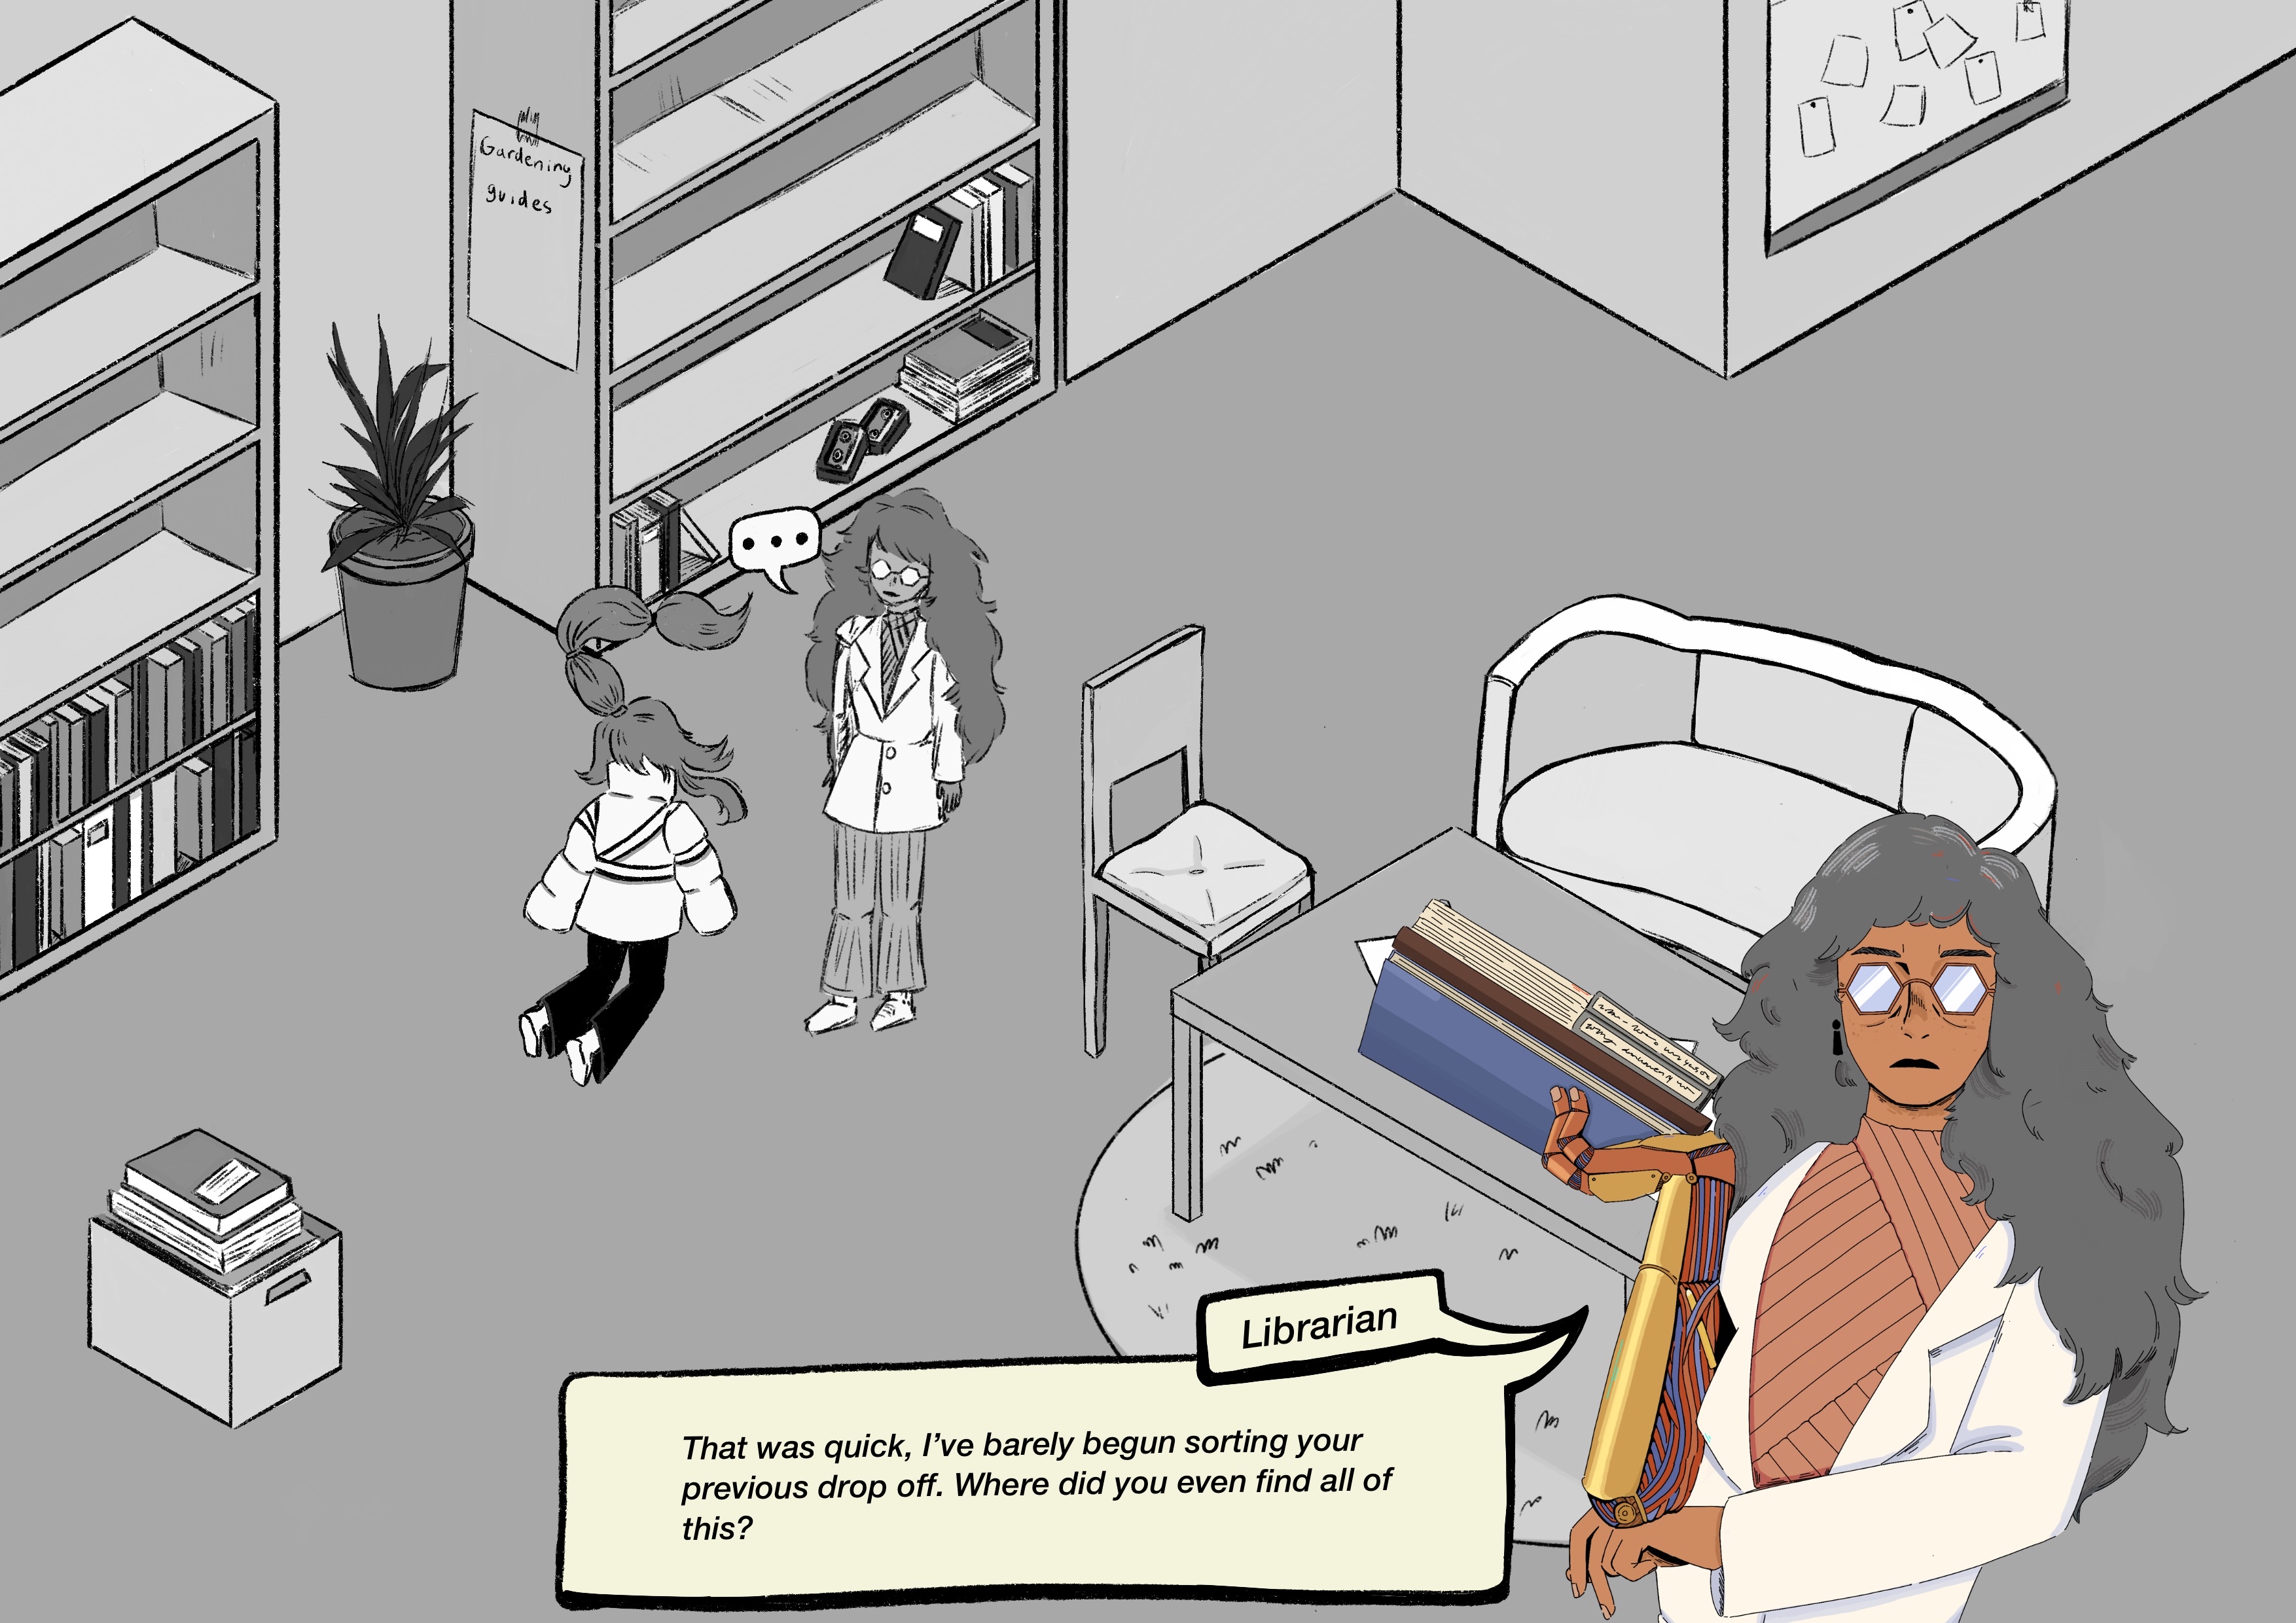 Gardening
guides
Librarian
That was quick, I've barely begun sorting your
previous drop off. Where did you even find all of
this?